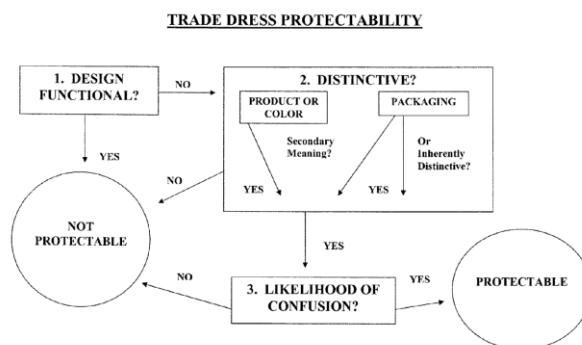 TRADE DRESS PROTECTABILITY
1. DESIGN
FUNCTIONAL?
NO
2. DISTINCTIVE?
PRODUCT OR
COLOR
PACKAGING
Secondary
Meaning?
Or
Inherently
Distinctive?
YES
NO
YES
YES
NOT
PROTECTABLE
YES
NO
3. LIKELIHOOD OF
CONFUSION?
YES
PROTECTABLE